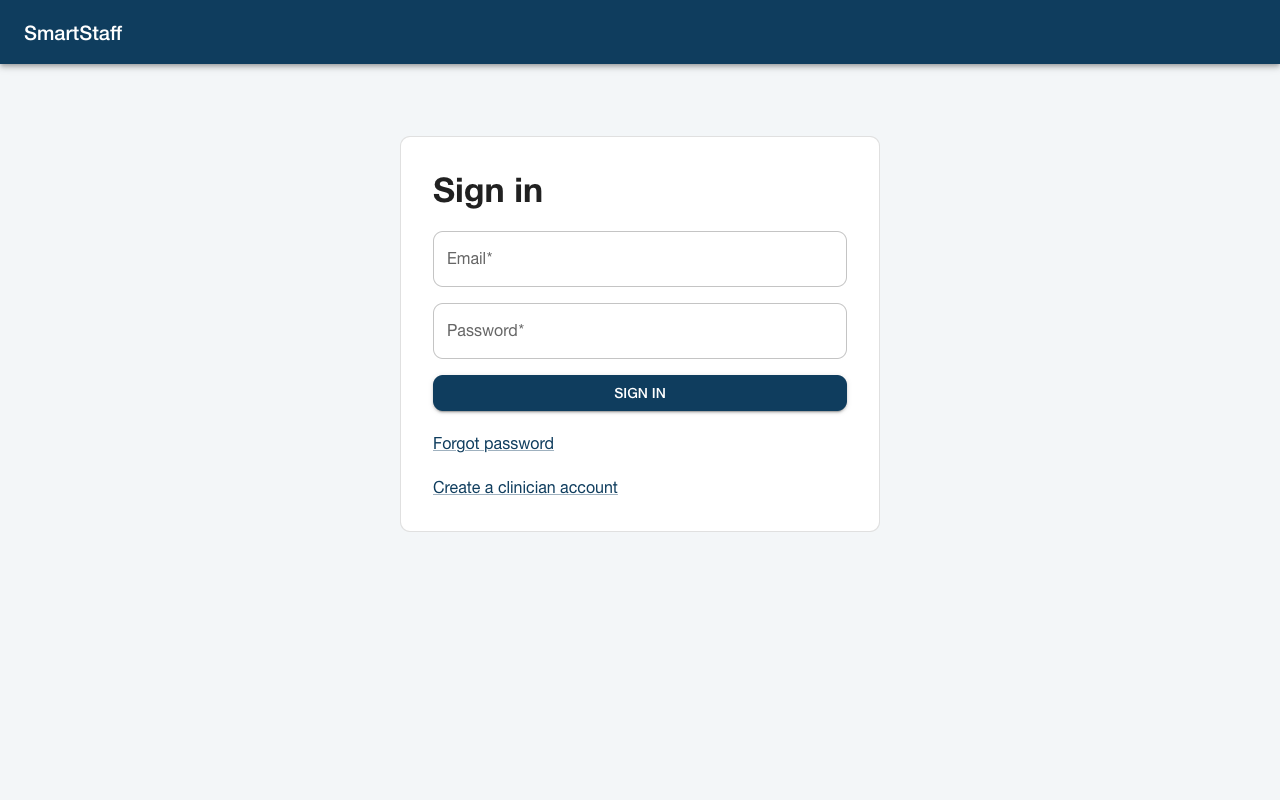 SmartStaff
Sign in
Email*
Password*
SIGN IN
Forgot password
Create a clinician account